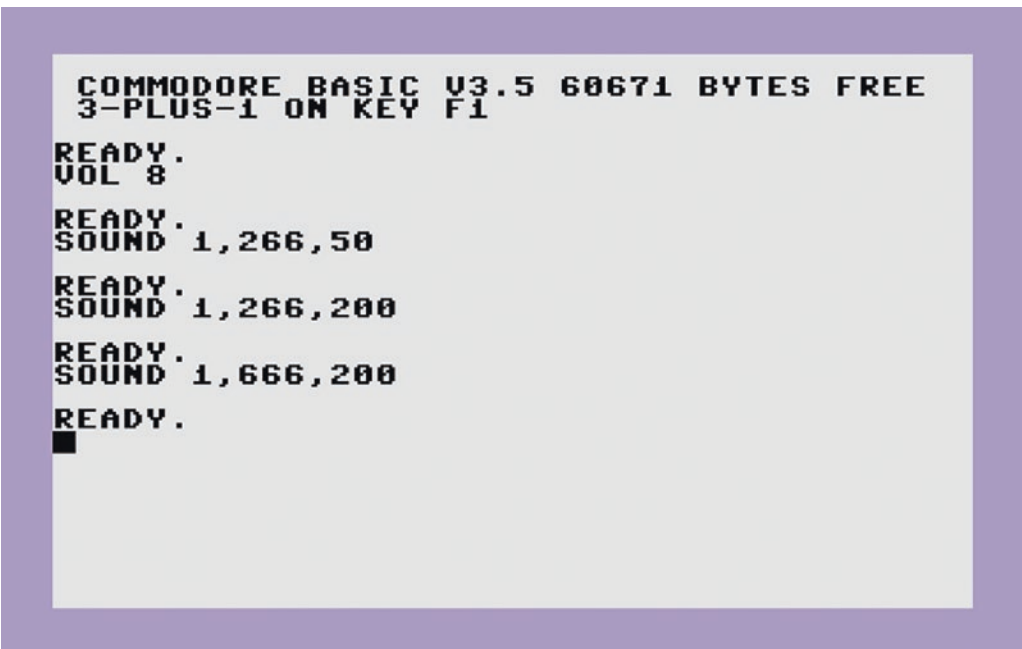 COMMODORE BASIC V3.5 60671 BYTES FREE
3-PLUS-1 ON KEY F1
READY.
VOL 8
READY.
SOUND 1,266,50
READY.
SOUND 1,266,200
READY.
SOUND 1,666,200
READY.